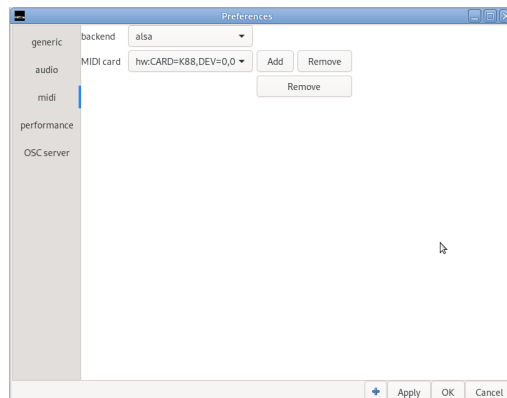 Preferences
generic
audio
midi
performance
OSC server
backend alsa
MIDI card hw:CARD=K88,DEV=0,0 Add Remove
Remove
Apply OK Cancel